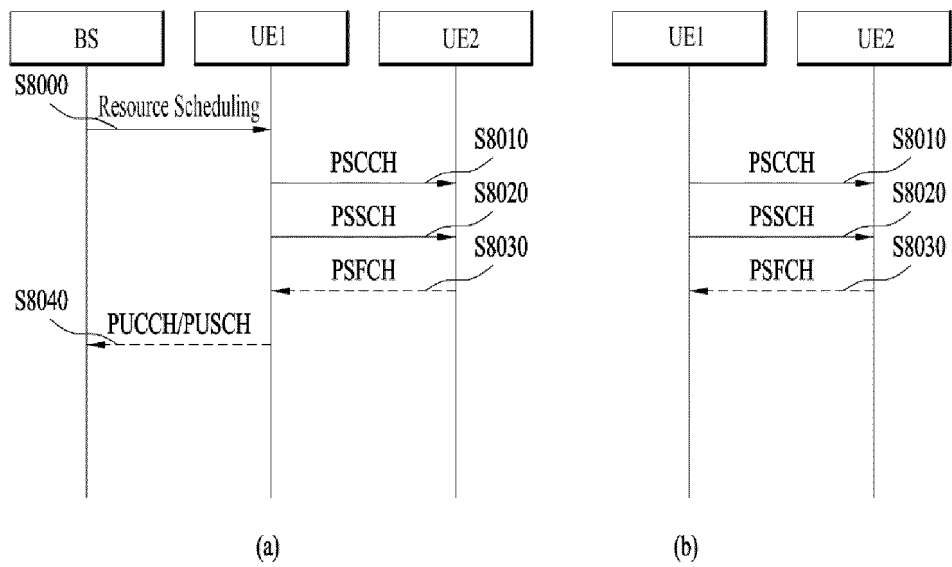 BS UE1 UE2 UE1 UE2
S8000
Resource Scheduling
S8010 S8010
PSCCH PSCCH
S8020 S8020
PSSCH PSSCH
S8030 S8030
PSFCH PSFCH
S8040
PUCCH/PUSCH
(a) (b)